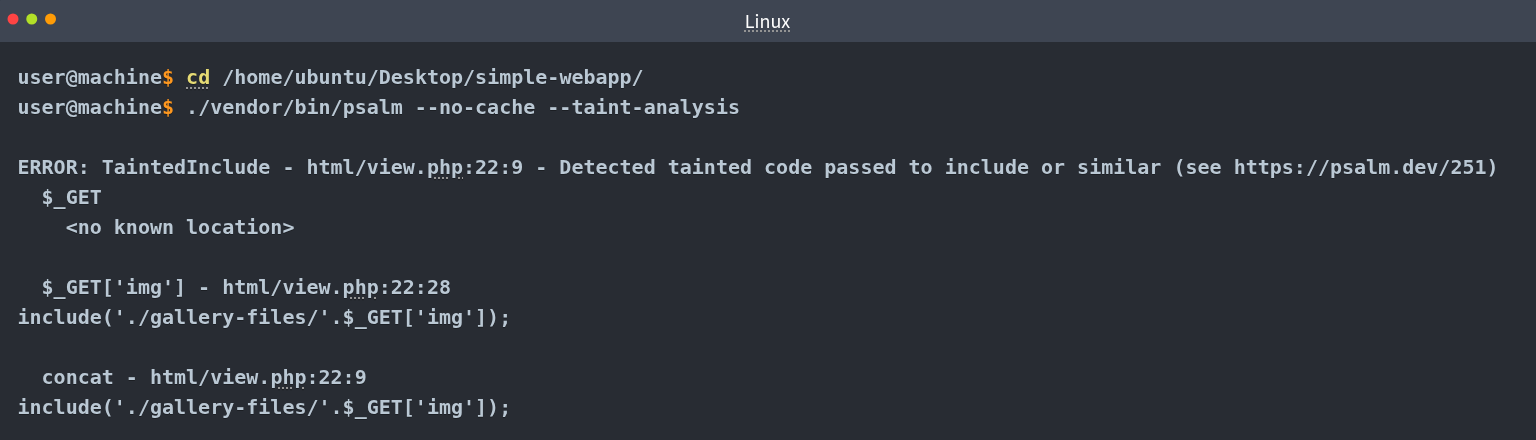 Linux
user@machine$ cd /home/ubuntu/Desktop/simple-webapp/
user@machine$ ./vendor/bin/psalm --no-cache --taint-analysis
ERROR: TaintedInclude - html/view.php:22:9 - Detected tainted code passed to include or similar (see https://psalm.dev/251)
  $_GET
    <no known location>
  $_GET['img'] - html/view.php:22:28
include('./gallery-files/'.$_GET['img']);
  concat - html/view.php:22:9
include('./gallery-files/'.$_GET['img']);